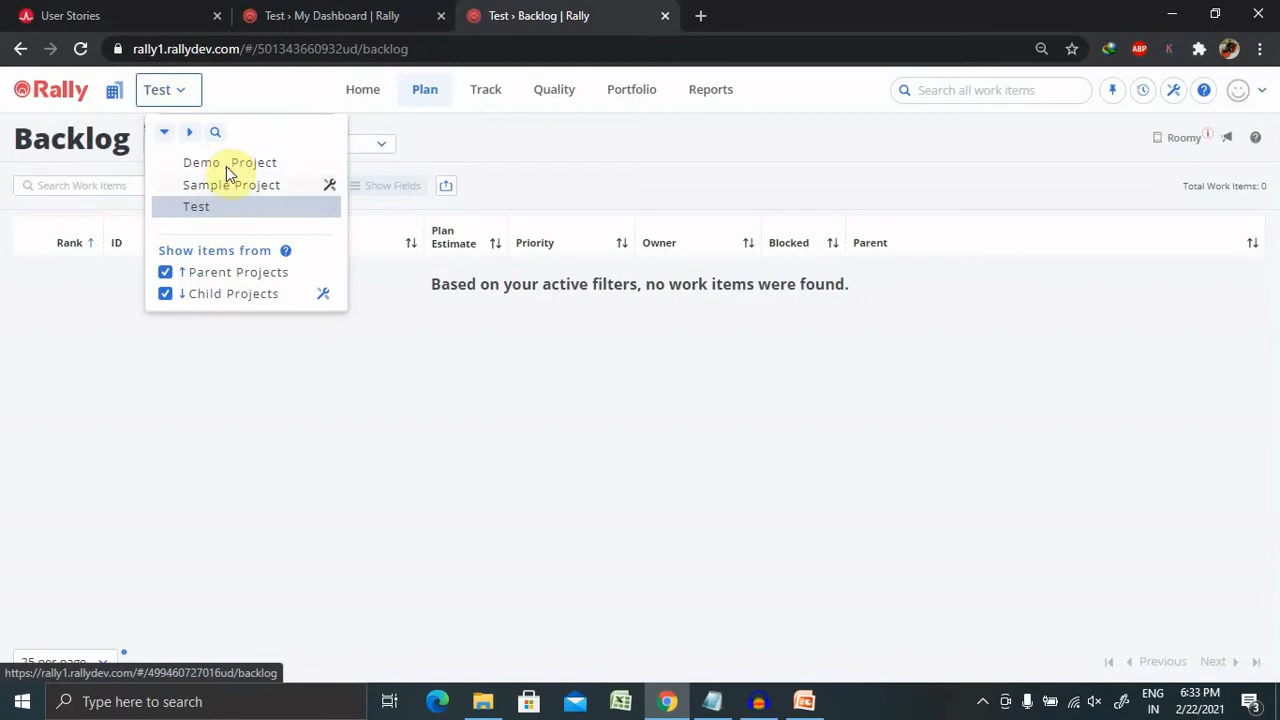 User Stories
Test › My Dashboard | Rally
Test › Backlog | Rally
rally1.rallydev.com/#/501343660932ud/backlog
ABP
K
Rally
Test
Home
Plan
Track
Quality
Portfolio
Reports
Search all work items
Backlog
Roomy
Demo Project
Sample Project
Test
Search Work Items
Show Fields
Total Work Items: 0
Show items from
↑ Parent Projects
↓ Child Projects
Rank ↑
ID
Plan Estimate
Priority
Owner
Blocked
Parent
Based on your active filters, no work items were found.
25 per page
Previous
Next
https://rally1.rallydev.com/#/499460727016ud/backlog
Type here to search
ENG
IN
6:33 PM
2/22/2021
3